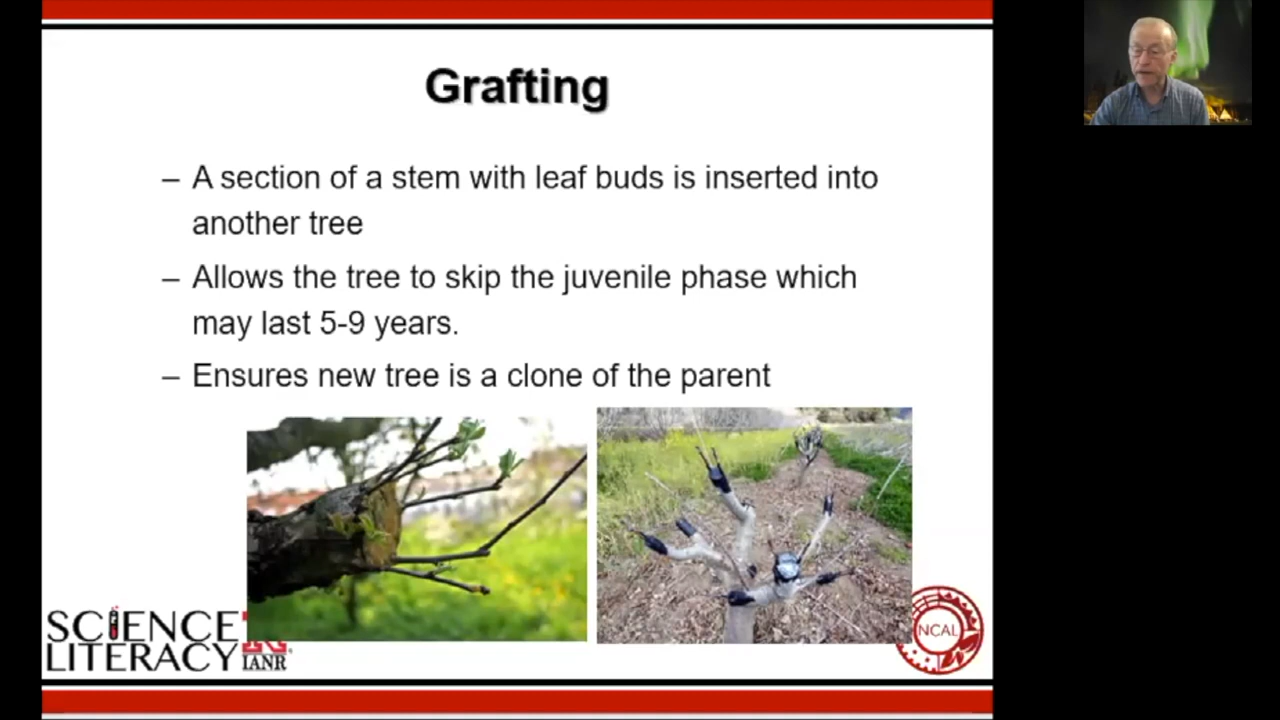 Grafting
– A section of a stem with leaf buds is inserted into
another tree
– Allows the tree to skip the juvenile phase which
may last 5-9 years.
– Ensures new tree is a clone of the parent
SCIENCE
LITERACY
IANR
NCAL